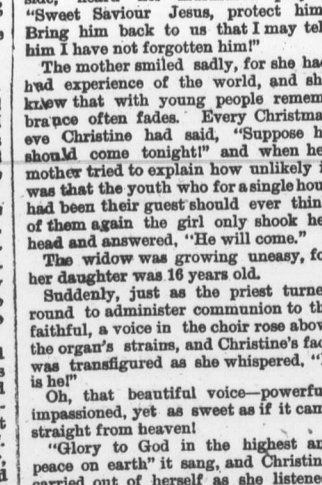 "Sweet Saviour Jesus, protect him
Bring him back to us that I may tel
him I have not forgotten him!"
The mother smiled sadly, for she had
had experience of the world, and sh
knew that with young people remem
brance often fades. Every Christma
eve Christine had said, "Suppose h
should come tonight!" and when he
mother tried to explain how unlikely i
was that the youth who for a single hou
had been their guest should ever thin
of them again the girl only shook he
head and answered, "He will come."
The widow was growing uneasy, fo
her daughter was 16 years old.
Suddenly, just as the priest turne
round to administer communion to th
faithful, a voice in the choir rose abov
the organ's strains, and Christine's fac
was transfigured as she whispered, "I
is he!"
Oh, that beautiful voice—powerfu
impassioned, yet as sweet as if it cam
straight from heaven!
"Glory to God in the highest an
peace on earth" it sang, and Christin
carried out of herself as she listene